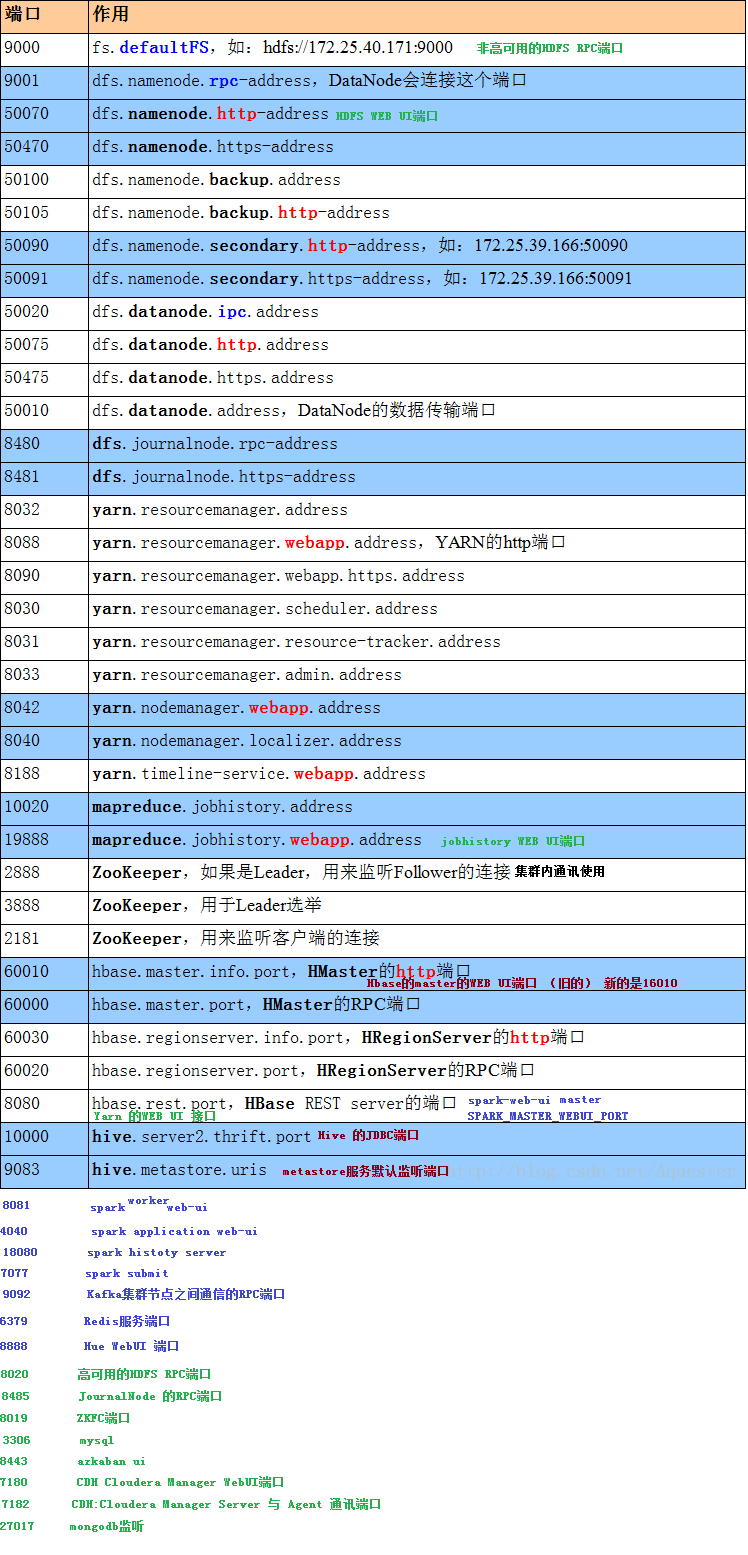 端口 作用
9000 fs.defaultFS，如：hdfs://172.25.40.171:9000 非高可用的HDFS RPC端口
9001 dfs.namenode.rpc-address，DataNode会连接这个端口
50070 dfs.namenode.http-address HDFS WEB UI端口
50470 dfs.namenode.https-address
50100 dfs.namenode.backup.address
50105 dfs.namenode.backup.http-address
50090 dfs.namenode.secondary.http-address，如：172.25.39.166:50090
50091 dfs.namenode.secondary.https-address，如：172.25.39.166:50091
50020 dfs.datanode.ipc.address
50075 dfs.datanode.http.address
50475 dfs.datanode.https.address
50010 dfs.datanode.address，DataNode的数据传输端口
8480 dfs.journalnode.rpc-address
8481 dfs.journalnode.https-address
8032 yarn.resourcemanager.address
8088 yarn.resourcemanager.webapp.address，YARN的http端口
8090 yarn.resourcemanager.webapp.https.address
8030 yarn.resourcemanager.scheduler.address
8031 yarn.resourcemanager.resource-tracker.address
8033 yarn.resourcemanager.admin.address
8042 yarn.nodemanager.webapp.address
8040 yarn.nodemanager.localizer.address
8188 yarn.timeline-service.webapp.address
10020 mapreduce.jobhistory.address
19888 mapreduce.jobhistory.webapp.address jobhistory WEB UI端口
2888 ZooKeeper，如果是Leader，用来监听Follower的连接 集群内通讯使用
3888 ZooKeeper，用于Leader选举
2181 ZooKeeper，用来监听客户端的连接
60010 hbase.master.info.port，HMaster的http端口
Hbase的master的WEB UI端口 （旧的） 新的是16010
60000 hbase.master.port，HMaster的RPC端口
60030 hbase.regionserver.info.port，HRegionServer的http端口
60020 hbase.regionserver.port，HRegionServer的RPC端口
8080 hbase.rest.port，HBase REST server的端口 spark-web-ui master
Yarn 的WEB UI 接口 SPARK_MASTER_WEBUI_PORT
10000 hive.server2.thrift.port Hive 的JDBC端口
9083 hive.metastore.uris metastore服务默认监听端口 http://blog.csdn.net/Aquester
8081 spark worker web-ui
4040 spark application web-ui
18080 spark histoty server
7077 spark submit
9092 Kafka集群节点之间通信的RPC端口
6379 Redis服务端口
8888 Hue WebUI 端口
8020 高可用的HDFS RPC端口
8485 JournalNode 的RPC端口
8019 ZKFC端口
3306 mysql
8443 azkaban ui
7180 CDH Cloudera Manager WebUI端口
7182 CDH:Cloudera Manager Server 与 Agent 通讯端口
27017 mongodb监听